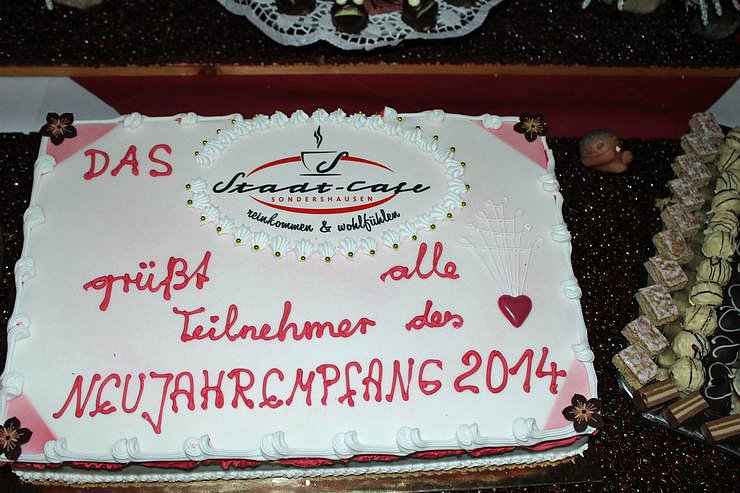 DAS
Stadt-Cafe
SONDERSHAUSEN
reinkommen & wohlfühlen
grüßt alle
Teilnehmer des
NEUJAHREMPFANG 2014